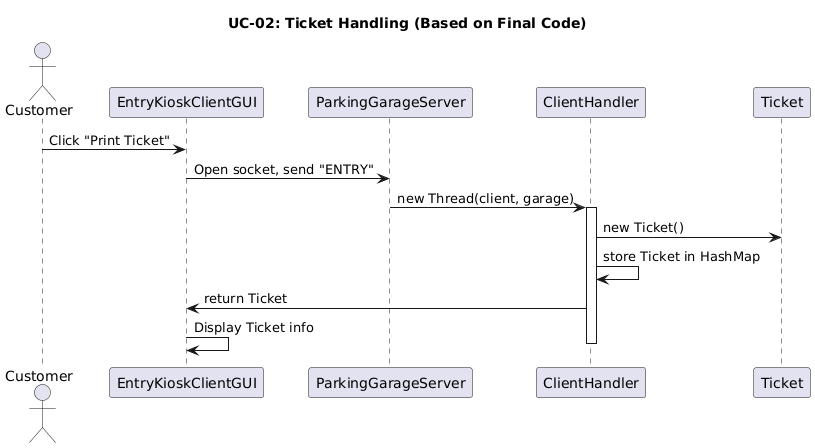 UC-02: Ticket Handling (Based on Final Code)
Customer
EntryKioskClientGUI
ParkingGarageServer
ClientHandler
Ticket
Click "Print Ticket"
Open socket, send "ENTRY"
new Thread(client, garage)
new Ticket()
store Ticket in HashMap
return Ticket
Display Ticket info
Customer
EntryKioskClientGUI
ParkingGarageServer
ClientHandler
Ticket